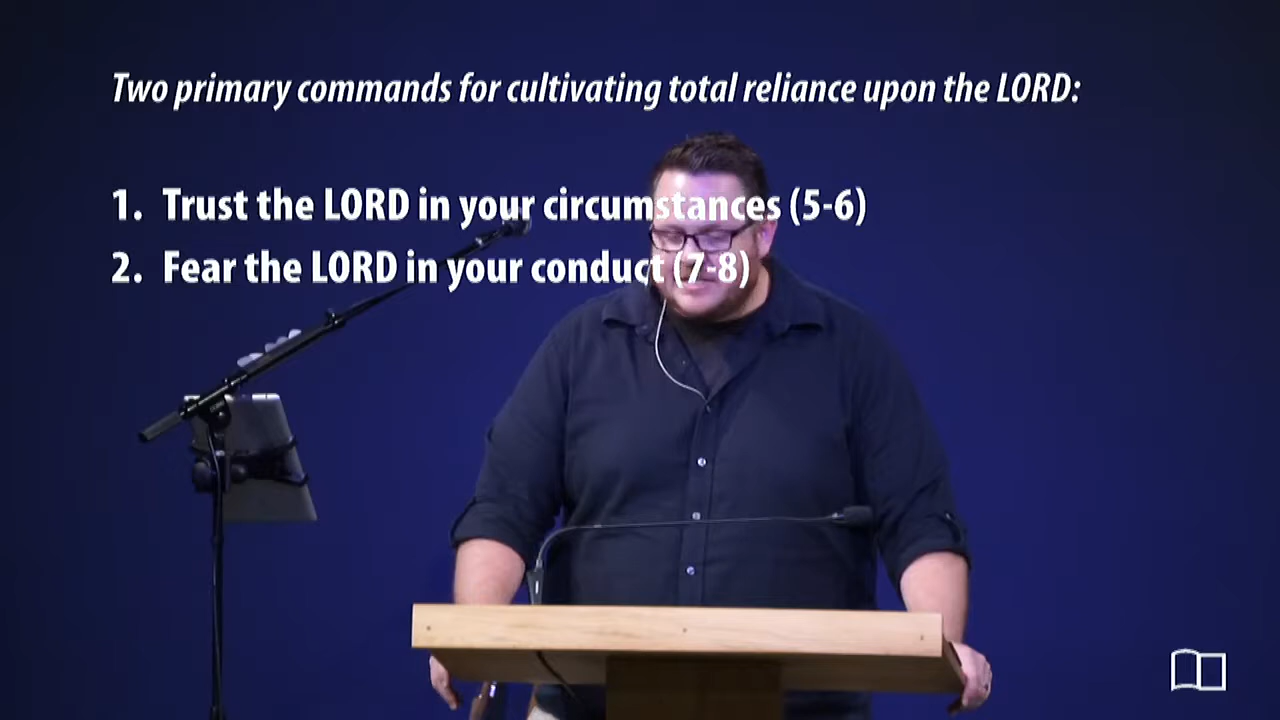 Two primary commands for cultivating total reliance upon the LORD:
1. Trust the LORD in your circumstances (5-6)
2. Fear the LORD in your conduct (7-8)